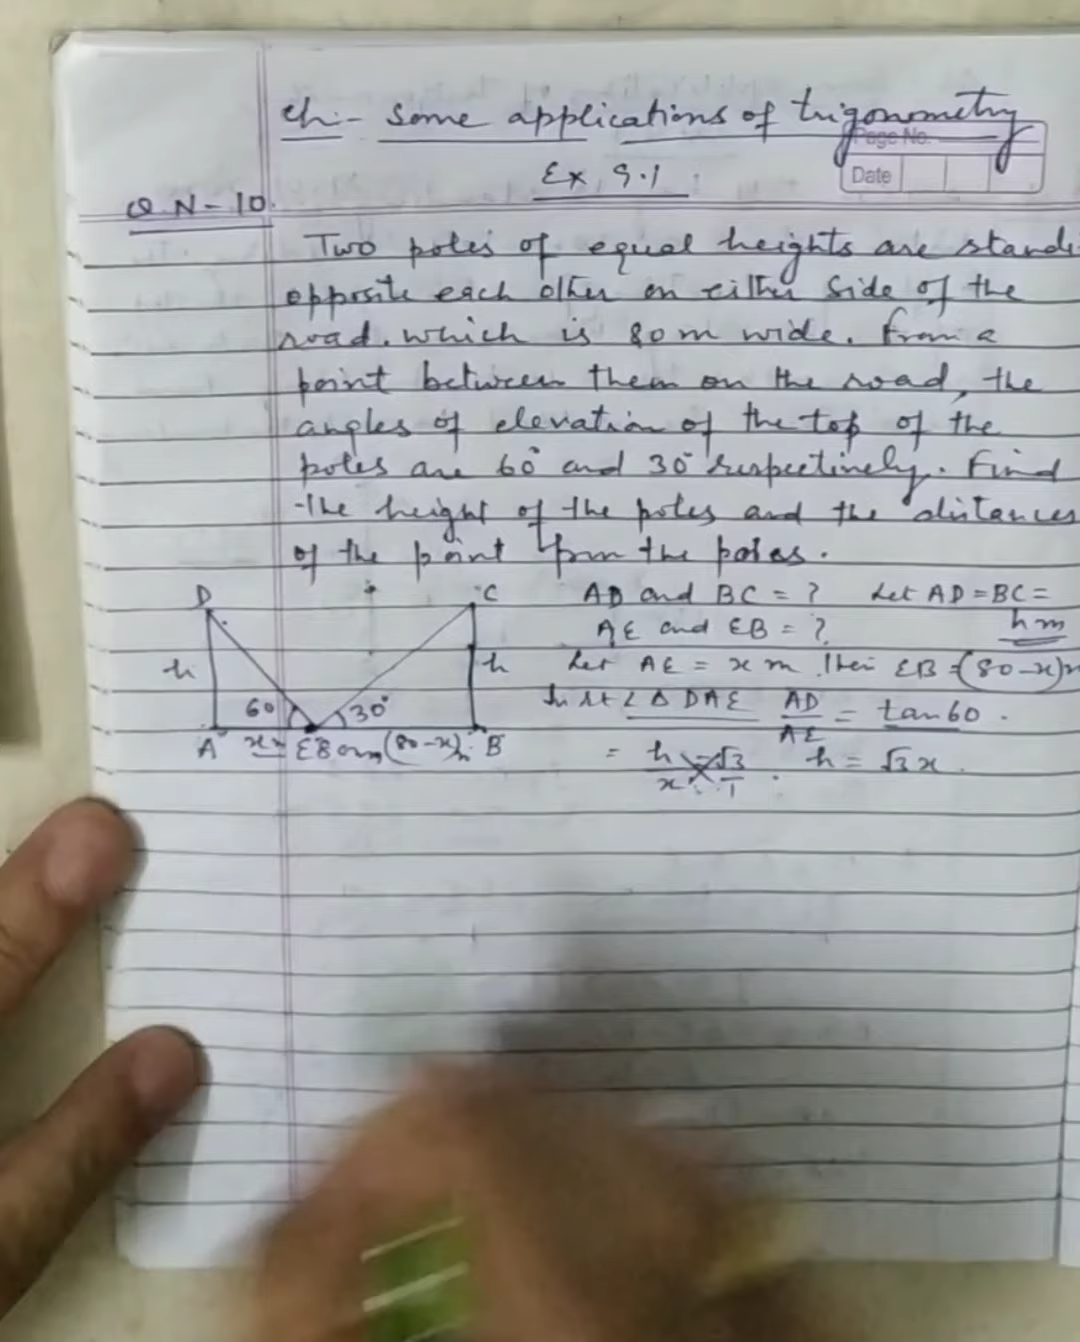 Ch:- Some applications of trigonometry
Page No.
Ex 9.1
Date
Q N-10.
Two poles of equal heights are stand
opposite each other on either side of the
road. which is 80 m wide. From a
point between them on the road, the
angles of elevation of the top of the
poles are 60° and 30° respectively. Find
the height of the poles and the distances
of the point from the poles.
D C
h h
60 30°
A x m E 80m (80-x)m B
AD and BC = ? Let AD = BC =
h m
AE and EB = ?
Let AE = x m. Then EB = (80-x)m
In rt ∠ Δ DAE AD/AE = tan 60.
= h/x = √3/1. h = √3 x.